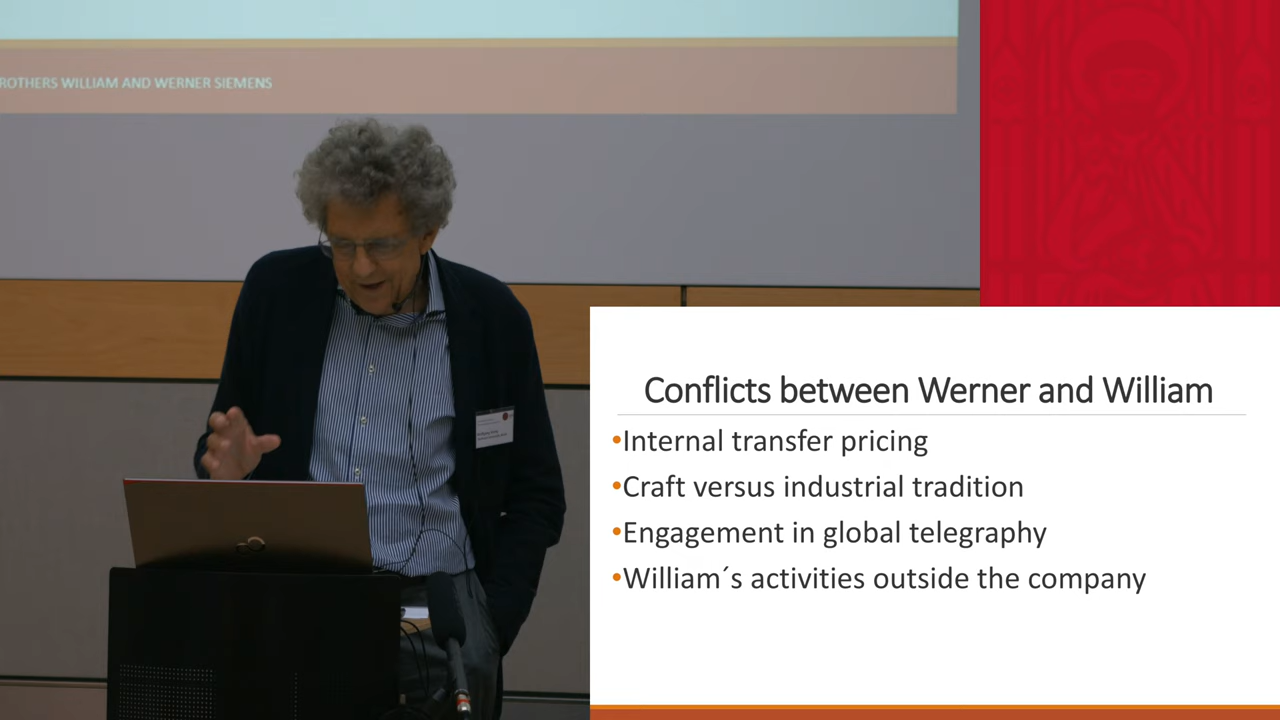 ROTHERS WILLIAM AND WERNER SIEMENS
Conflicts between Werner and William
•Internal transfer pricing
•Craft versus industrial tradition
•Engagement in global telegraphy
•William´s activities outside the company